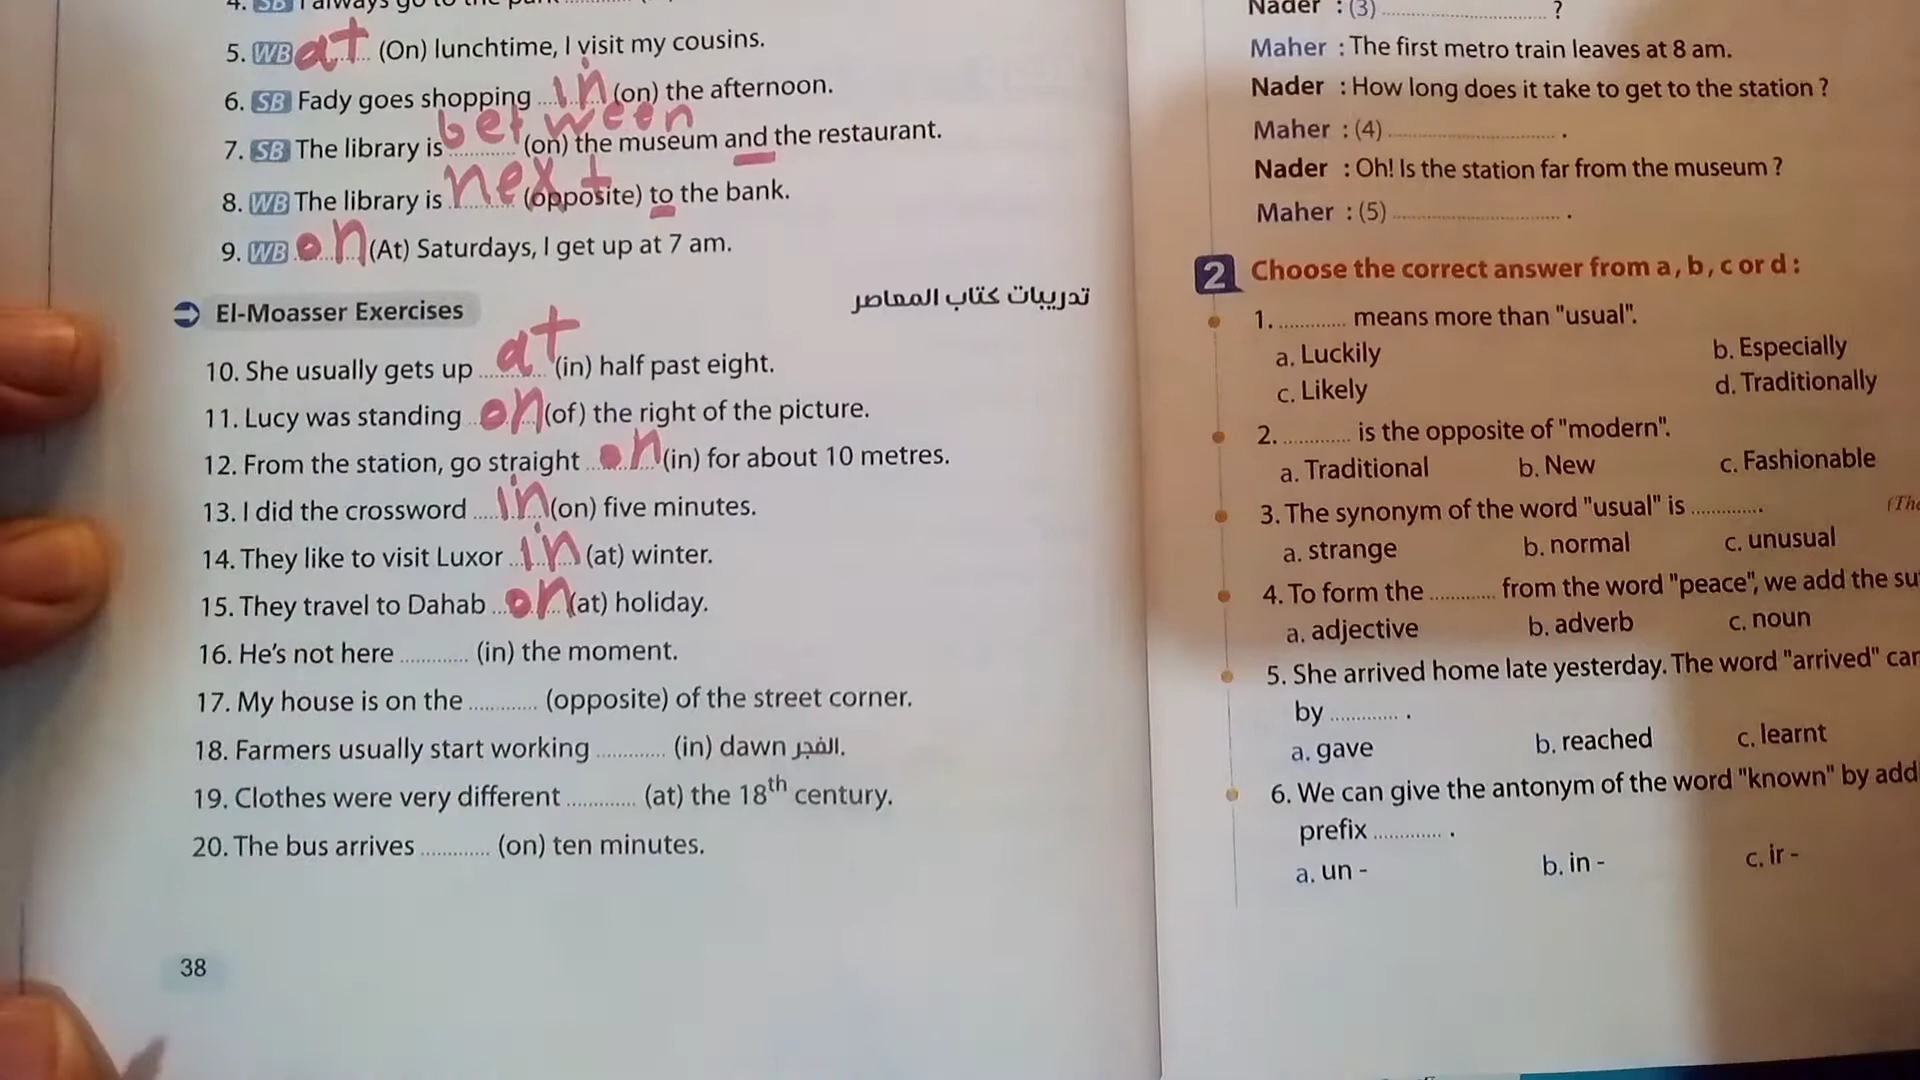 5. WB at (On) lunchtime, I visit my cousins.
6. SB Fady goes shopping in (on) the afternoon.
7. SB The library is between (on) the museum and the restaurant.
8. WB The library is next (opposite) to the bank.
9. WB on (At) Saturdays, I get up at 7 am.
El-Moasser Exercises تدريبات كتاب المعاصر
10. She usually gets up at (in) half past eight.
11. Lucy was standing on (of) the right of the picture.
12. From the station, go straight on (in) for about 10 metres.
13. I did the crossword in (on) five minutes.
14. They like to visit Luxor in (at) winter.
15. They travel to Dahab on (at) holiday.
16. He's not here ............ (in) the moment.
17. My house is on the ............ (opposite) of the street corner.
18. Farmers usually start working ............ (in) dawn الفجر.
19. Clothes were very different ............ (at) the 18th century.
20. The bus arrives ............ (on) ten minutes.
38
Nader : (3) ............ ?
Maher : The first metro train leaves at 8 am.
Nader : How long does it take to get to the station ?
Maher : (4) ............ .
Nader : Oh! Is the station far from the museum ?
Maher : (5) ............ .
2 Choose the correct answer from a, b, c or d :
1. ............ means more than "usual".
a. Luckily b. Especially
c. Likely d. Traditionally
2. ............ is the opposite of "modern".
a. Traditional b. New c. Fashionable
3. The synonym of the word "usual" is ............ .
a. strange b. normal c. unusual
4. To form the ............ from the word "peace", we add the
a. adjective b. adverb c. noun
5. She arrived home late yesterday. The word "arrived"
by ............ .
a. gave b. reached c. learnt
6. We can give the antonym of the word "known" by
prefix ............ .
a. un - b. in - c. ir -